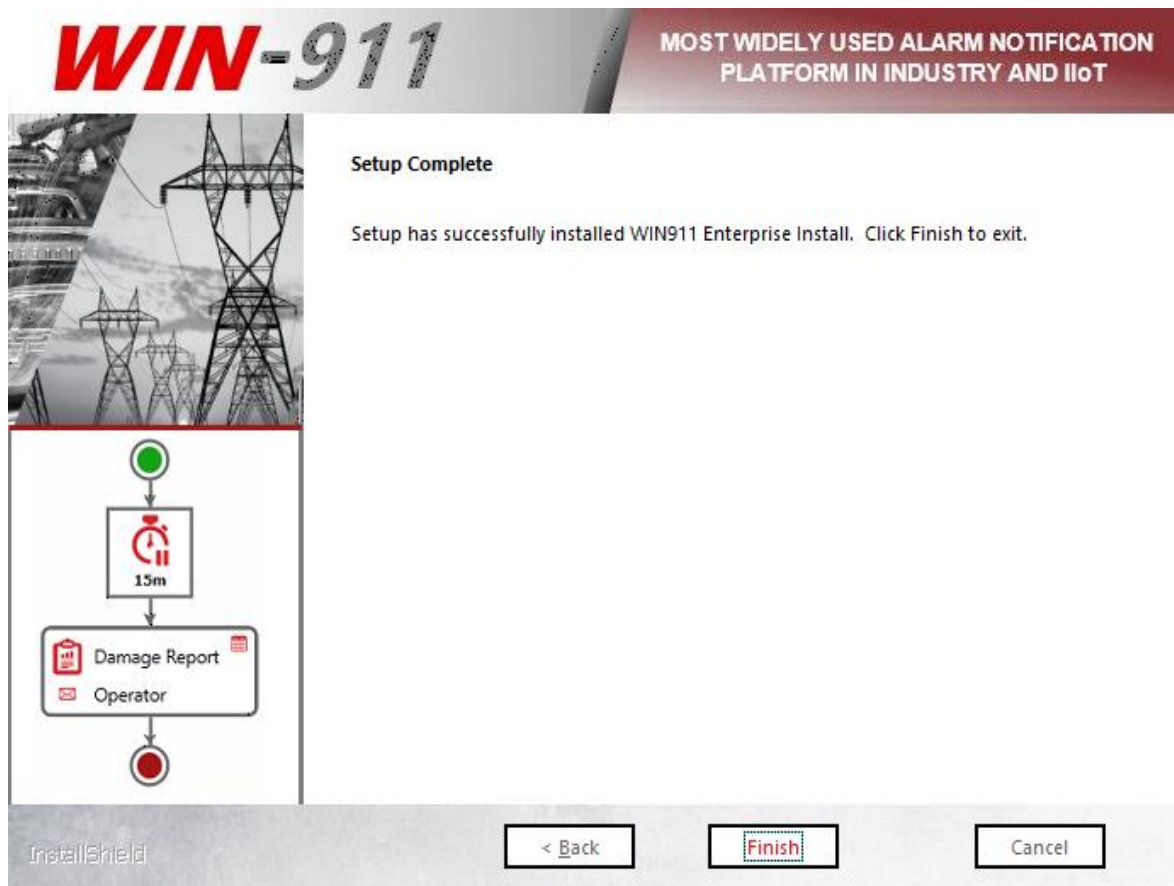 WIN-911
MOST WIDELY USED ALARM NOTIFICATION
PLATFORM IN INDUSTRY AND IIoT
Setup Complete
Setup has successfully installed WIN911 Enterprise Install.  Click Finish to exit.
15m
Damage Report
Operator
InstallShield
< Back
Finish
Cancel